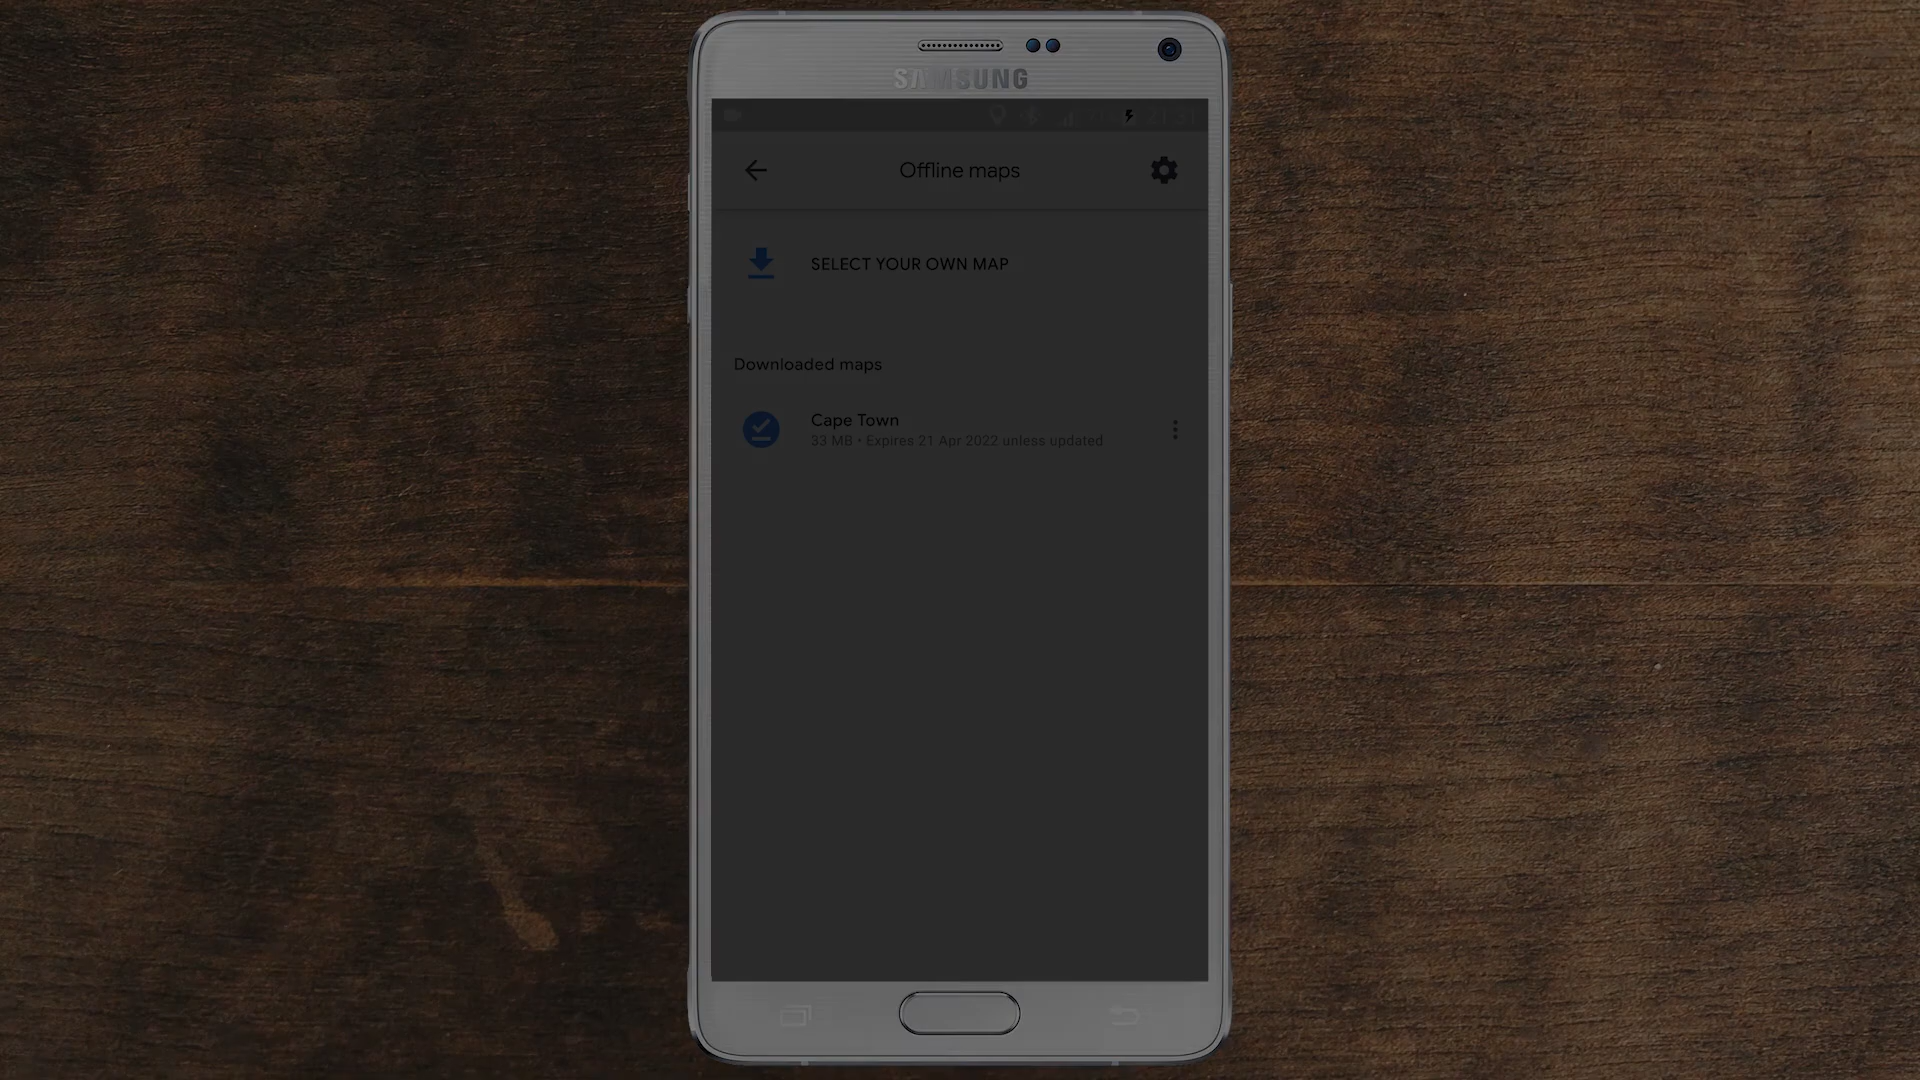 SAMSUNG
Offline maps
SELECT YOUR OWN MAP
Downloaded maps
Cape Town
33 MB • Expires 21 Apr 2022 unless updated